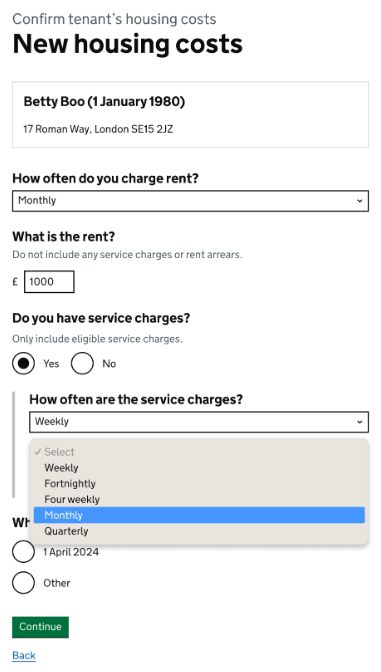 Confirm tenant's housing costs
New housing costs
Betty Boo (1 January 1980)
17 Roman Way, London SE15 2JZ
How often do you charge rent?
Monthly
What is the rent?
Do not include any service charges or rent arrears.
£ 1000
Do you have service charges?
Only include eligible service charges.
Yes No
How often are the service charges?
Weekly
✓ Select
Weekly
Fortnightly
Four weekly
Monthly
Quarterly
1 April 2024
Other
Continue
Back